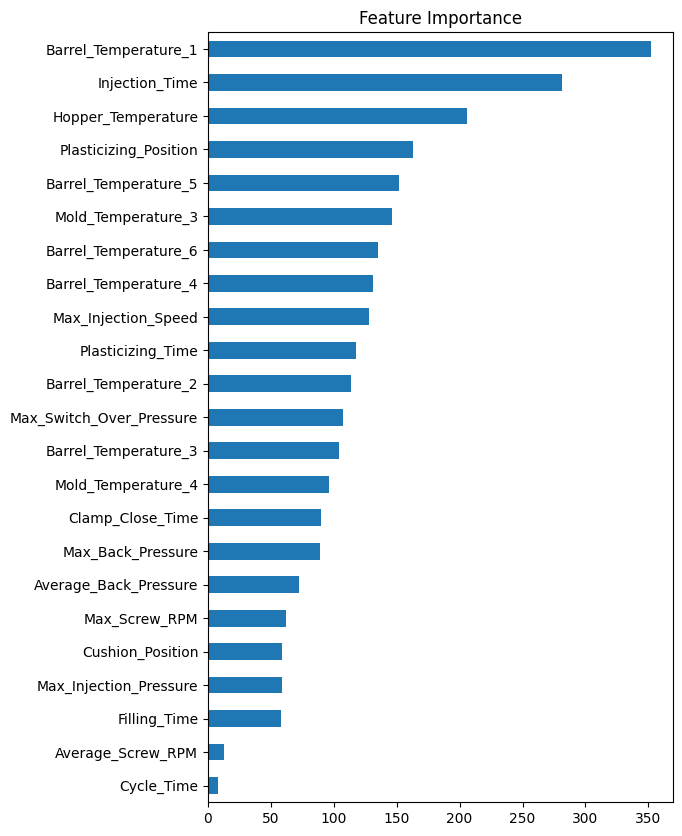 Feature Importance
Barrel_Temperature_1
Injection_Time
Hopper_Temperature
Plasticizing_Position
Barrel_Temperature_5
Mold_Temperature_3
Barrel_Temperature_6
Barrel_Temperature_4
Max_Injection_Speed
Plasticizing_Time
Barrel_Temperature_2
Max_Switch_Over_Pressure
Barrel_Temperature_3
Mold_Temperature_4
Clamp_Close_Time
Max_Back_Pressure
Average_Back_Pressure
Max_Screw_RPM
Cushion_Position
Max_Injection_Pressure
Filling_Time
Average_Screw_RPM
Cycle_Time
0 50 100 150 200 250 300 350